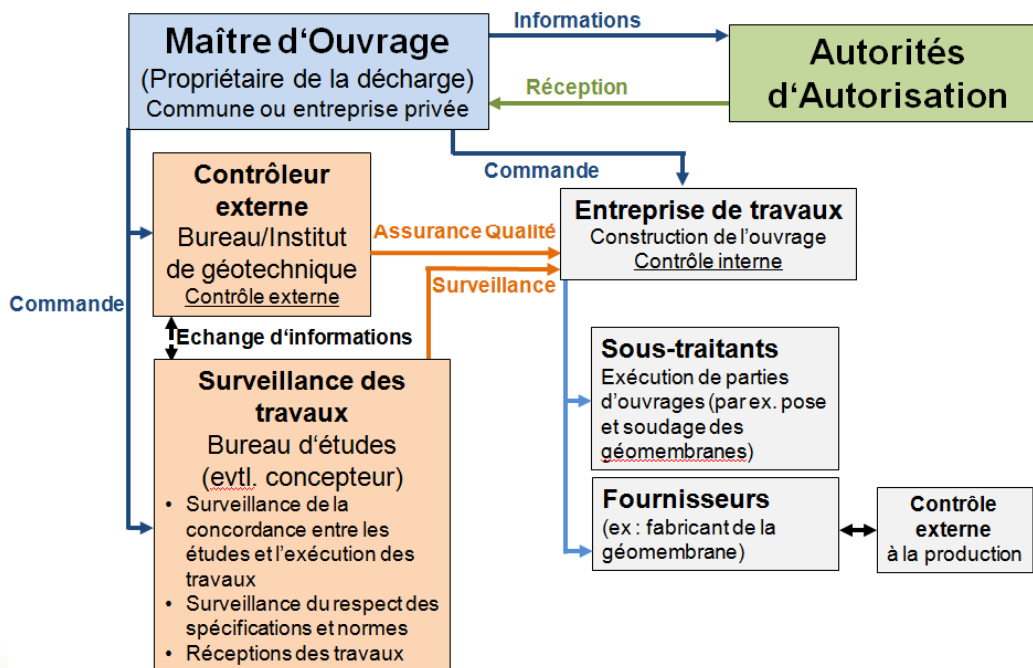 Maître d‘Ouvrage
(Propriétaire de la décharge)
Commune ou entreprise privée
Informations
Réception
Autorités
d‘Autorisation
Commande
Contrôleur
externe
Bureau/Institut
de géotechnique
Contrôle externe
Assurance Qualité
Surveillance
Entreprise de travaux
Construction de l’ouvrage
Contrôle interne
Commande
Echange d‘informations
Surveillance des
travaux
Bureau d‘études
(evtl. concepteur)
• Surveillance de la
concordance entre les
études et l’exécution des
travaux
• Surveillance du respect des
spécifications et normes
• Réceptions des travaux
Sous-traitants
Exécution de parties
d’ouvrages (par ex. pose
et soudage des
géomembranes)
Fournisseurs
(ex : fabricant de la
géomembrane)
Contrôle
externe
à la production